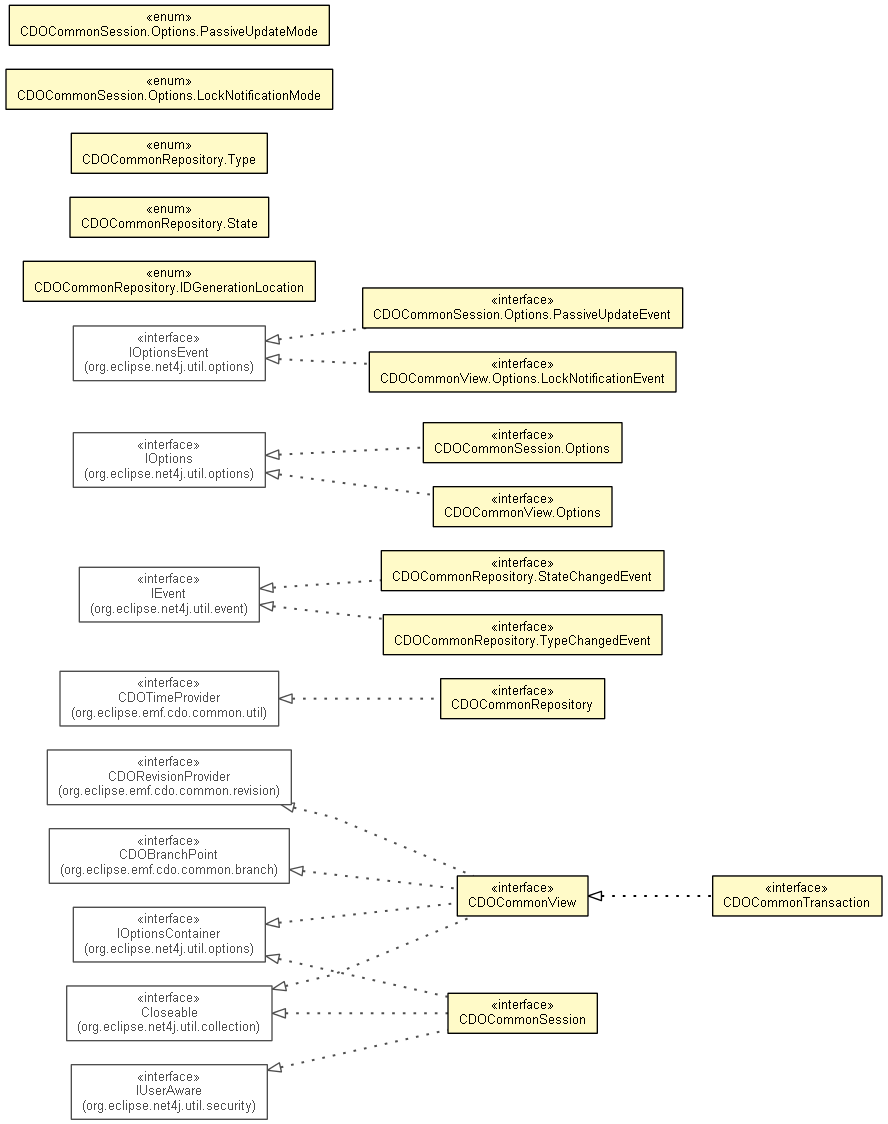 «enum»
CDOCommonSession.Options.PassiveUpdateMode
«enum»
CDOCommonSession.Options.LockNotificationMode
«enum»
CDOCommonRepository.Type
«enum»
CDOCommonRepository.State
«enum»
CDOCommonRepository.IDGenerationLocation
«interface»
CDOCommonSession.Options.PassiveUpdateEvent
«interface»
IOptionsEvent
(org.eclipse.net4j.util.options)
«interface»
CDOCommonView.Options.LockNotificationEvent
«interface»
CDOCommonSession.Options
«interface»
IOptions
(org.eclipse.net4j.util.options)
«interface»
CDOCommonView.Options
«interface»
CDOCommonRepository.StateChangedEvent
«interface»
IEvent
(org.eclipse.net4j.util.event)
«interface»
CDOCommonRepository.TypeChangedEvent
«interface»
CDOTimeProvider
(org.eclipse.emf.cdo.common.util)
«interface»
CDOCommonRepository
«interface»
CDORevisionProvider
(org.eclipse.emf.cdo.common.revision)
«interface»
CDOBranchPoint
(org.eclipse.emf.cdo.common.branch)
«interface»
CDOCommonView
«interface»
CDOCommonTransaction
«interface»
IOptionsContainer
(org.eclipse.net4j.util.options)
«interface»
Closeable
(org.eclipse.net4j.util.collection)
«interface»
CDOCommonSession
«interface»
IUserAware
(org.eclipse.net4j.util.security)